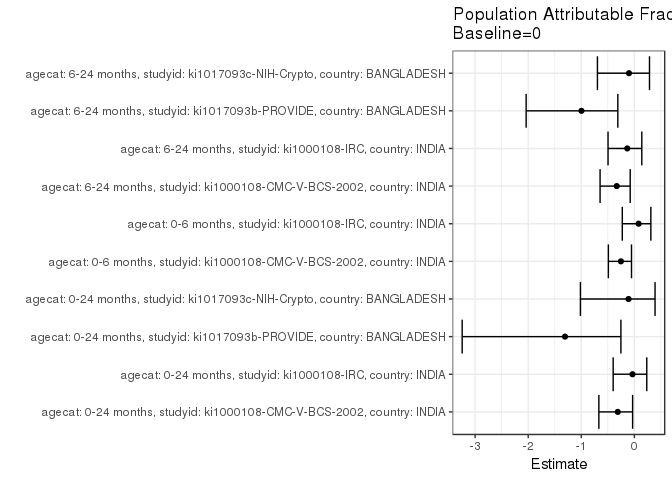 Population Attributable Frac
Baseline=0
agecat: 6-24 months, studyid: ki1017093c-NIH-Crypto, country: BANGLADESH
agecat: 6-24 months, studyid: ki1017093b-PROVIDE, country: BANGLADESH
agecat: 6-24 months, studyid: ki1000108-IRC, country: INDIA
agecat: 6-24 months, studyid: ki1000108-CMC-V-BCS-2002, country: INDIA
agecat: 0-6 months, studyid: ki1000108-IRC, country: INDIA
agecat: 0-6 months, studyid: ki1000108-CMC-V-BCS-2002, country: INDIA
agecat: 0-24 months, studyid: ki1017093c-NIH-Crypto, country: BANGLADESH
agecat: 0-24 months, studyid: ki1017093b-PROVIDE, country: BANGLADESH
agecat: 0-24 months, studyid: ki1000108-IRC, country: INDIA
agecat: 0-24 months, studyid: ki1000108-CMC-V-BCS-2002, country: INDIA
-3 -2 -1 0
Estimate